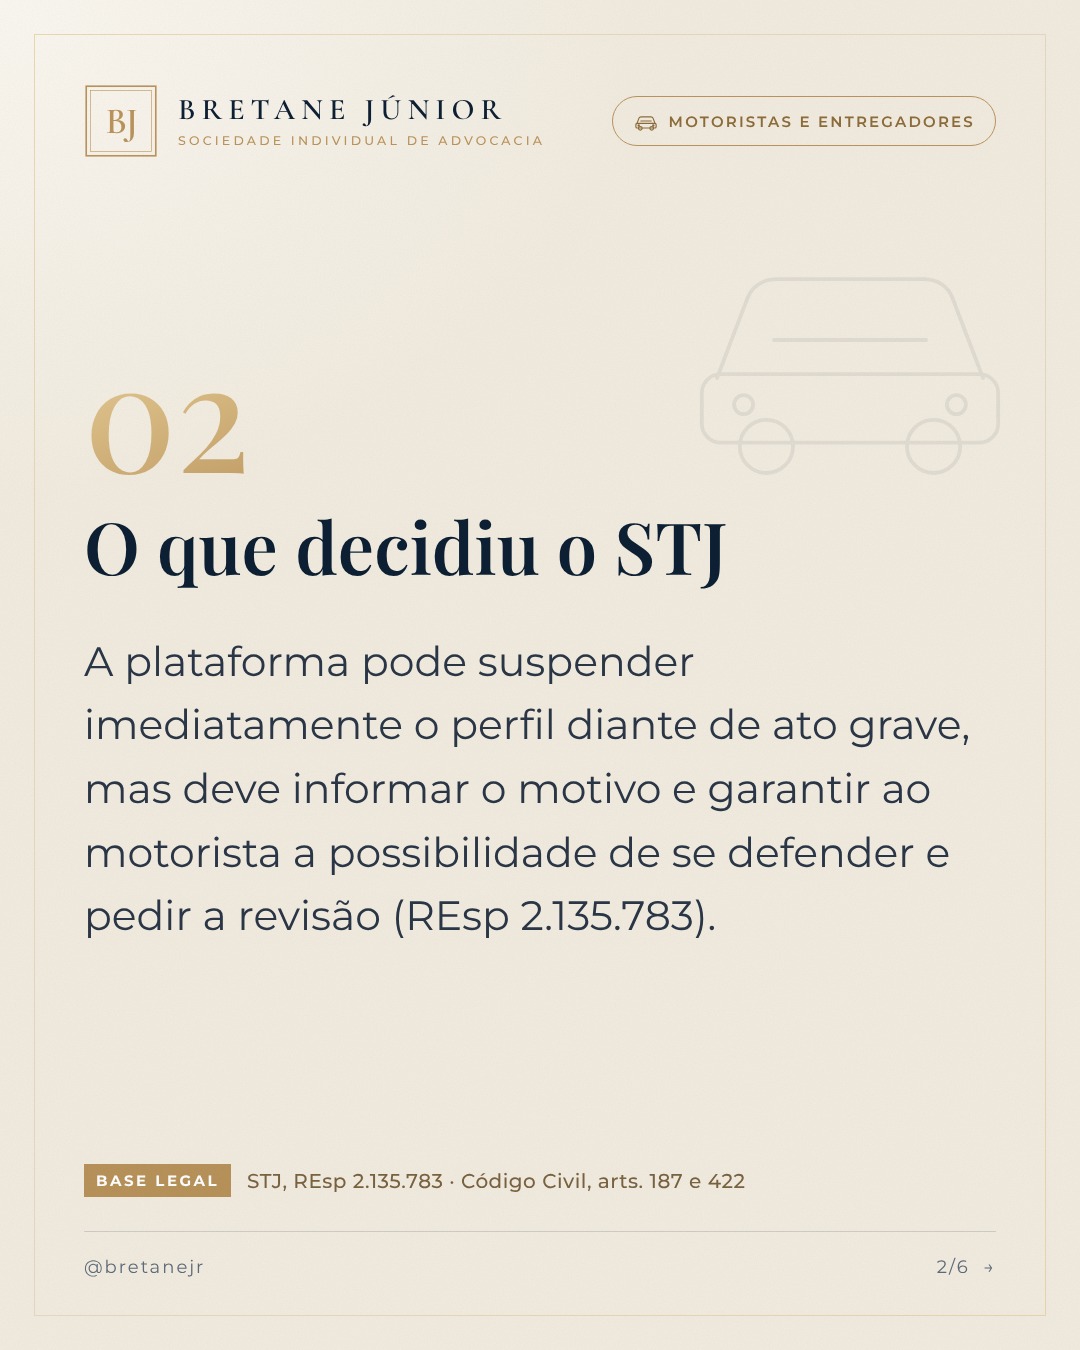 BJ
BRETANE JÚNIOR
SOCIEDADE INDIVIDUAL DE ADVOCACIA
MOTORISTAS E ENTREGADORES
02
O que decidiu o STJ
A plataforma pode suspender
imediatamente o perfil diante de ato grave,
mas deve informar o motivo e garantir ao
motorista a possibilidade de se defender e
pedir a revisão (REsp 2.135.783).
BASE LEGAL STJ, REsp 2.135.783 · Código Civil, arts. 187 e 422
@bretanejr
2/6 →